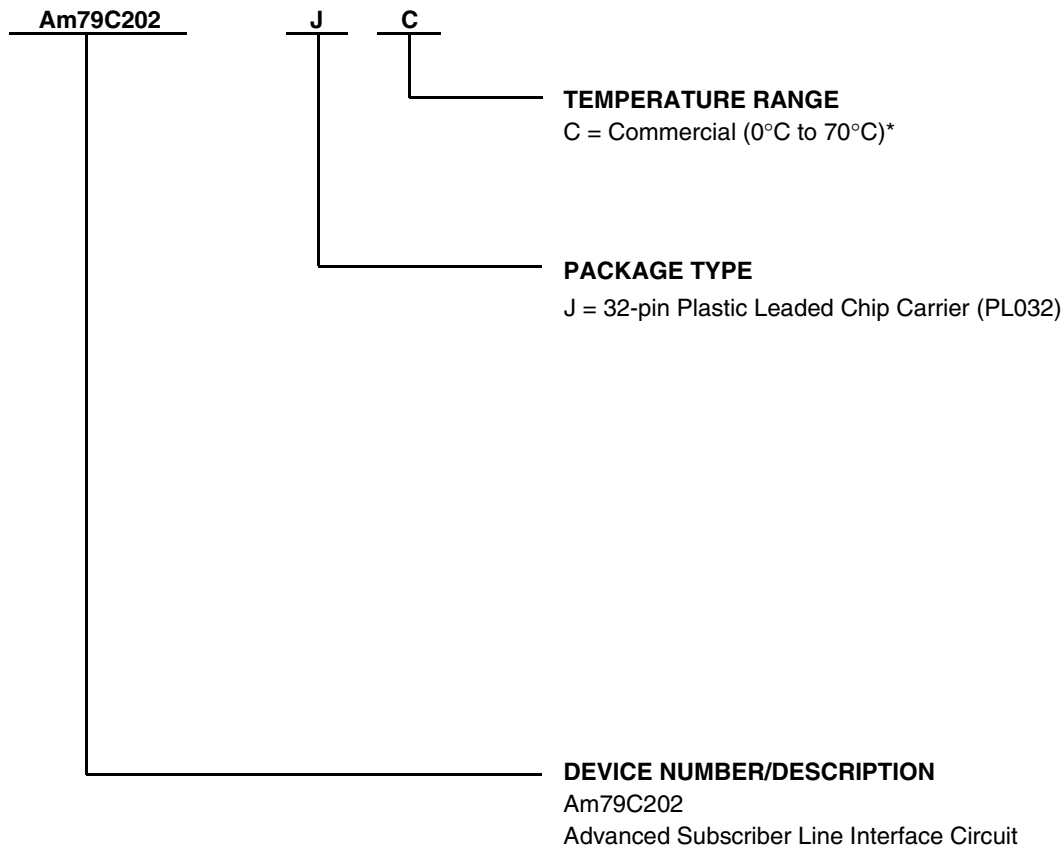 Am79C202 J C
TEMPERATURE RANGE
C = Commercial (0°C to 70°C)*
PACKAGE TYPE
J = 32-pin Plastic Leaded Chip Carrier (PL032)
DEVICE NUMBER/DESCRIPTION
Am79C202
Advanced Subscriber Line Interface Circuit